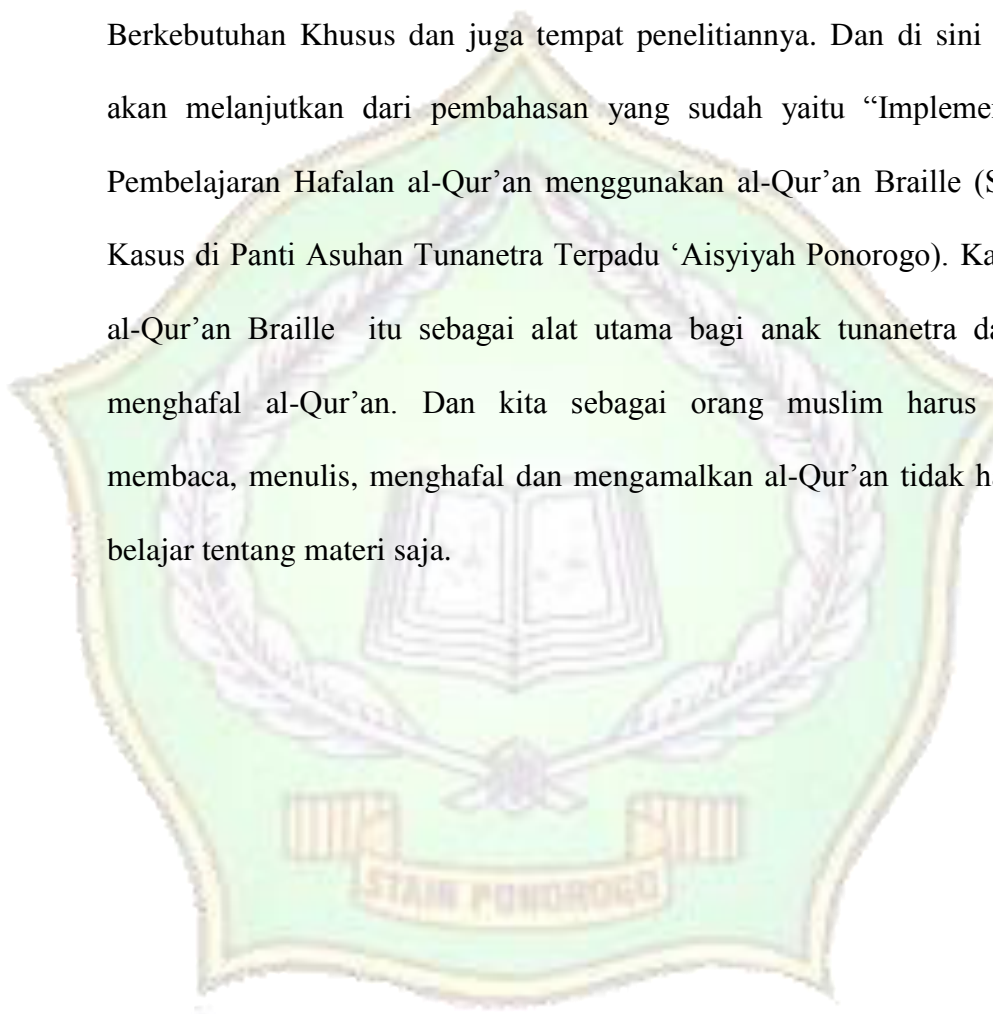 Berkebutuhan Khusus dan juga tempat penelitiannya. Dan di sini
akan melanjutkan dari pembahasan yang sudah yaitu “Implemen
Pembelajaran Hafalan al-Qur’an menggunakan al-Qur’an Braille (S
Kasus di Panti Asuhan Tunanetra Terpadu ‘Aisyiyah Ponorogo). Ka
al-Qur’an Braille itu sebagai alat utama bagi anak tunanetra da
menghafal al-Qur’an. Dan kita sebagai orang muslim harus
membaca, menulis, menghafal dan mengamalkan al-Qur’an tidak ha
belajar tentang materi saja.
STAIN PONOROGO